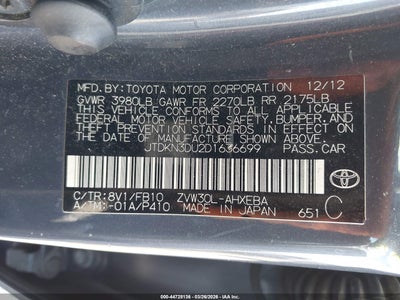 MFD.BY:TOYOTA MOTOR CORPORATION 12/12
GVWR 3980LB GAWR FR 2270LB RR 2175LB
THIS VEHICLE CONFORMS TO ALL APPLICABLE
FEDERAL MOTOR VEHICLE SAFETY, BUMPER, AND
THEFT PREVENTION STANDARDS IN EFFECT ON
THE DATE OF MANUFACTURE SHOWN ABOVE.
JTDKN3DU2D1636699 PASS.CAR
C/TR:8V1/FB10 ZVW30L-AHXEBA
A/TM:-01A/P410 MADE IN JAPAN 651 C
TOYOTA
000-44728136 | 03/26/2026 - COPART